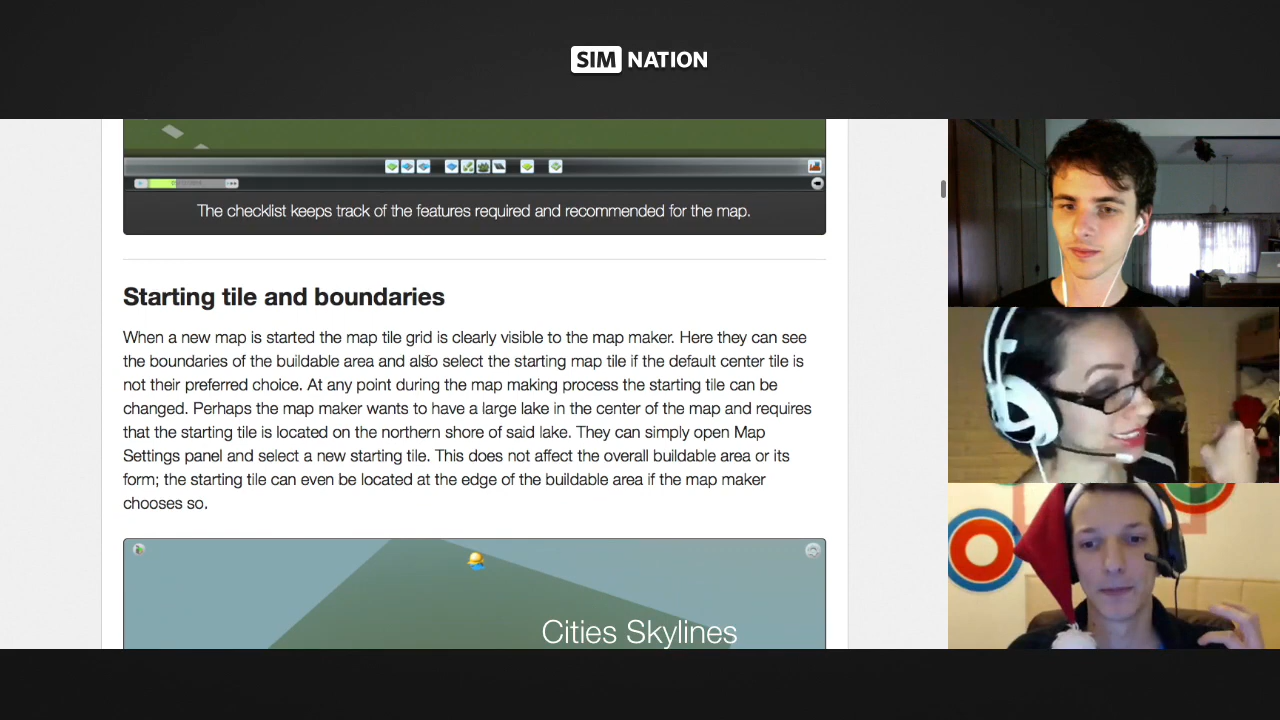 SIM NATION
The checklist keeps track of the features required and recommended for the map.
Starting tile and boundaries
When a new map is started the map tile grid is clearly visible to the map maker. Here they can see
the boundaries of the buildable area and also select the starting map tile if the default center tile is
not their preferred choice. At any point during the map making process the starting tile can be
changed. Perhaps the map maker wants to have a large lake in the center of the map and requires
that the starting tile is located on the northern shore of said lake. They can simply open Map
Settings panel and select a new starting tile. This does not affect the overall buildable area or its
form; the starting tile can even be located at the edge of the buildable area if the map maker
chooses so.
Cities Skylines